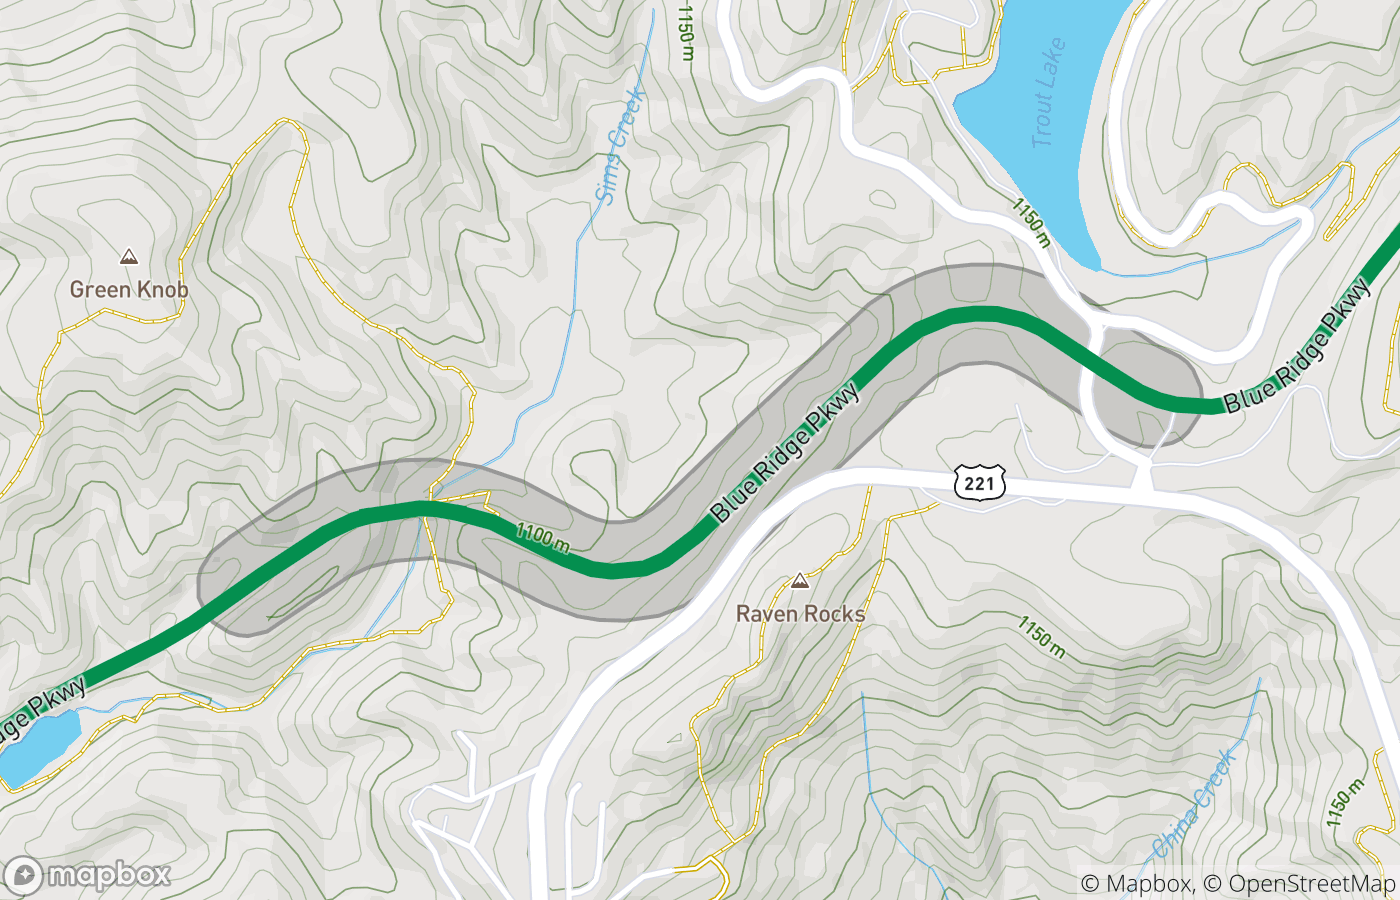 1150 m
Trout Lake
Sims Creek
1150 m
Green Knob
Blue Ridge Pkwy
Blue Ridge Pkwy
221
1100 m
Raven Rocks
1150 m
dge Pkwy
China Creek
1150 m
mapbox
© Mapbox, © OpenStreetMap